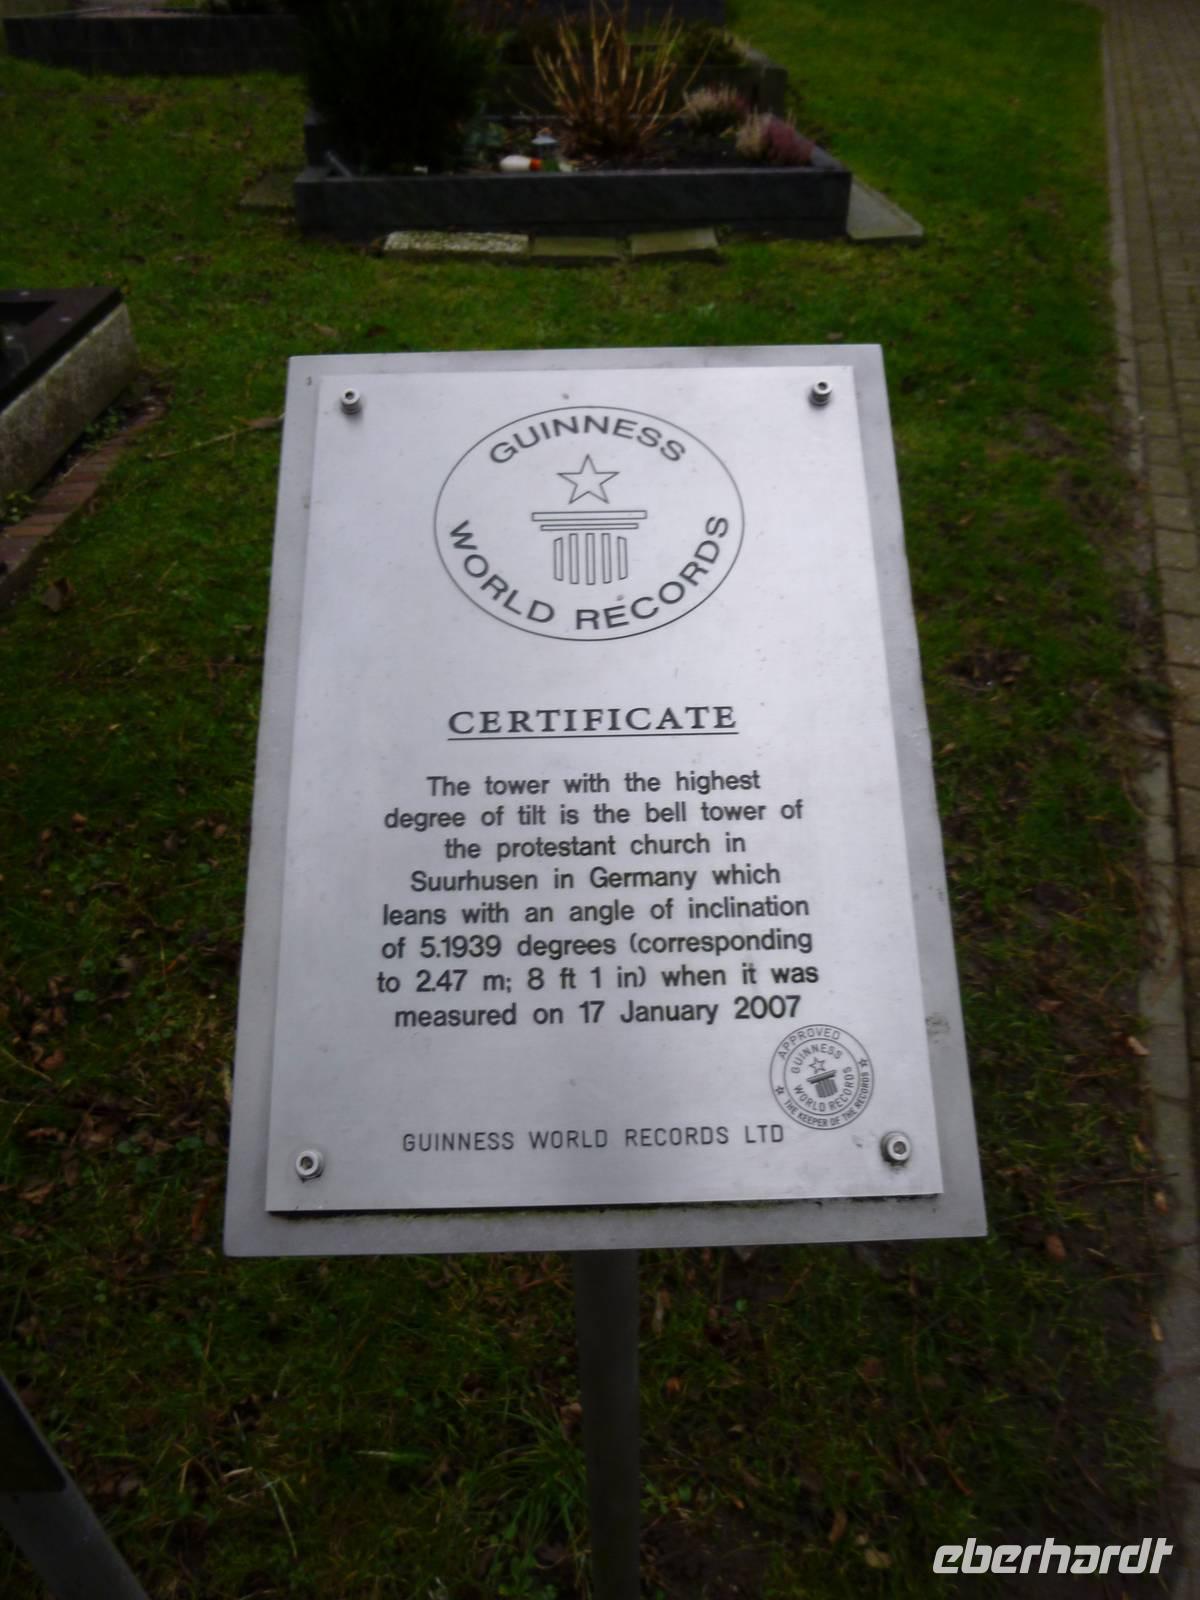 GUINNESS
WORLD RECORDS
CERTIFICATE
The tower with the highest
degree of tilt is the bell tower of
the protestant church in
Suurhusen in Germany which
leans with an angle of inclination
of 5.1939 degrees (corresponding
to 2.47 m; 8 ft 1 in) when it was
measured on 17 January 2007
APPROVED
GUINNESS
WORLD RECORDS
THE KEEPER OF THE RECORDS
GUINNESS WORLD RECORDS LTD
eberhardt